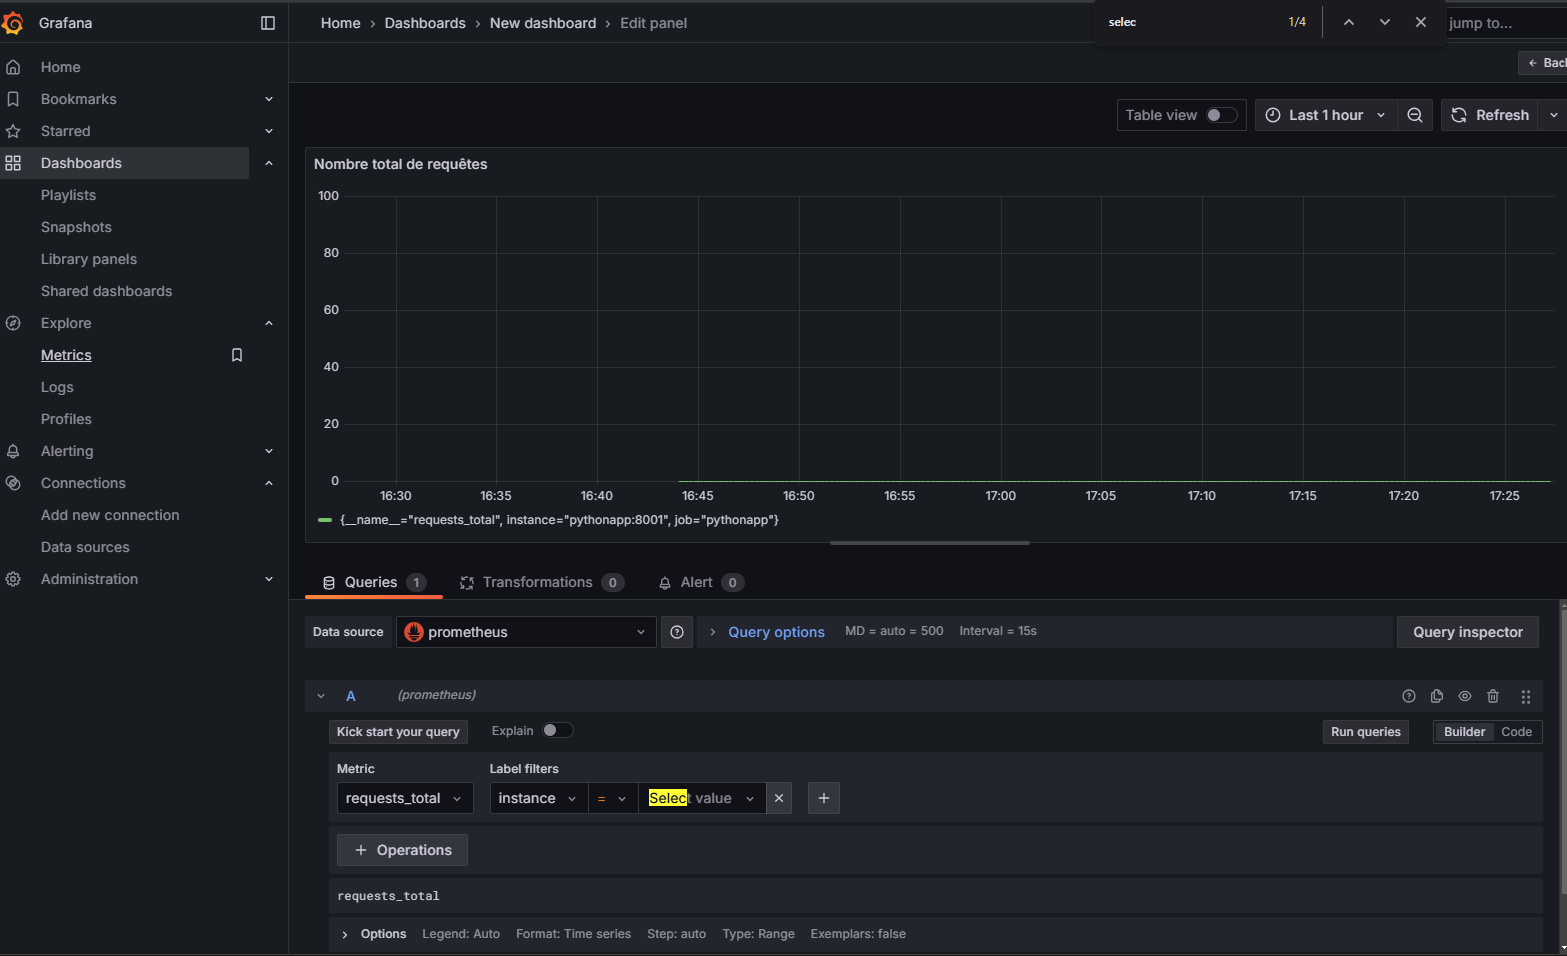 Grafana
Home › Dashboards › New dashboard › Edit panel
selec 1/4
jump to...
Home
Bookmarks
Starred
Dashboards
Playlists
Snapshots
Library panels
Shared dashboards
Explore
Metrics
Logs
Profiles
Alerting
Connections
Add new connection
Data sources
Administration
← Back
Table view
Last 1 hour
Refresh
Nombre total de requêtes
100
80
60
40
20
0
16:30 16:35 16:40 16:45 16:50 16:55 17:00 17:05 17:10 17:15 17:20 17:25
{__name__="requests_total", instance="pythonapp:8001", job="pythonapp"}
Queries 1 Transformations 0 Alert 0
Data source prometheus › Query options MD = auto = 500 Interval = 15s Query inspector
A (prometheus)
Kick start your query Explain Run queries Builder Code
Metric Label filters
requests_total instance = Select value × +
+ Operations
requests_total
› Options Legend: Auto Format: Time series Step: auto Type: Range Exemplars: false